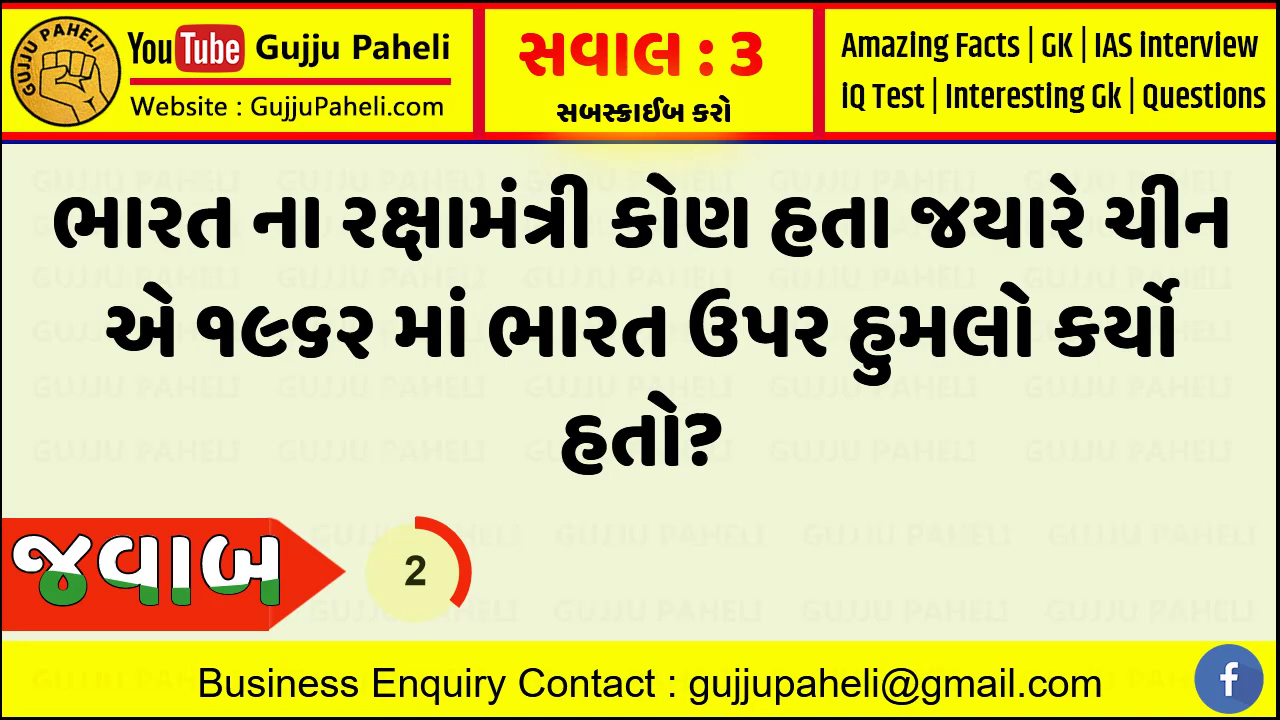 GUJJU PAHELI
YouTube Gujju Paheli
Website : GujjuPaheli.com
સવાલ : ૩
સબસ્ક્રાઈબ કરો
Amazing Facts | GK | IAS interview
iQ Test | Interesting Gk | Questions
ભારત ના રક્ષામંત્રી કોણ હતા જયારે ચીન
એ ૧૯૬૨ માં ભારત ઉપર હુમલો કર્યો
હતો?
જવાબ
2
Business Enquiry Contact : gujjupaheli@gmail.com
f